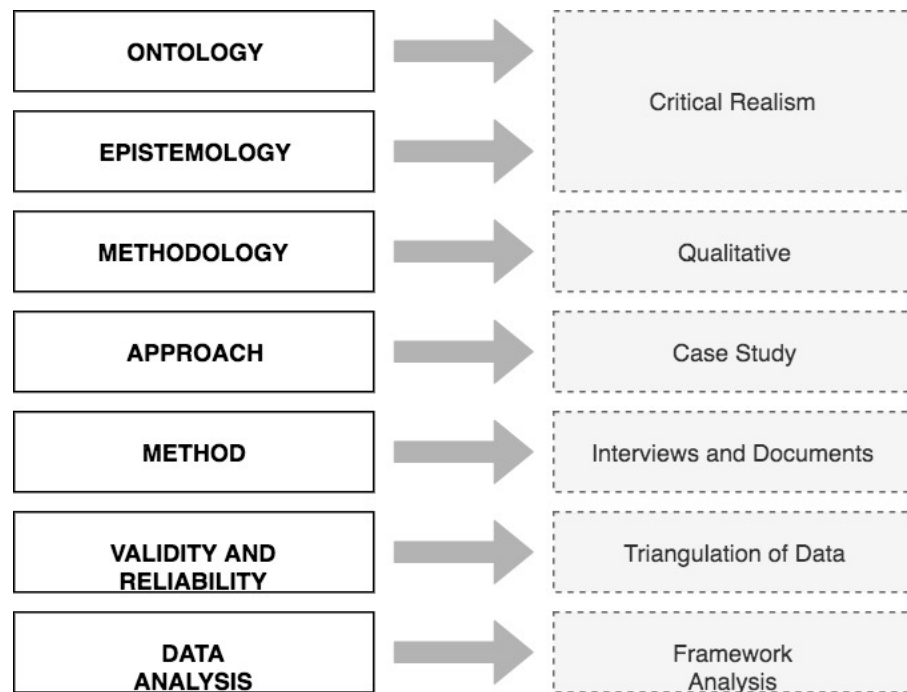 ONTOLOGY
Critical Realism
EPISTEMOLOGY
METHODOLOGY
Qualitative
APPROACH
Case Study
METHOD
Interviews and Documents
VALIDITY AND
RELIABILITY
Triangulation of Data
DATA
ANALYSIS
Framework
Analysis